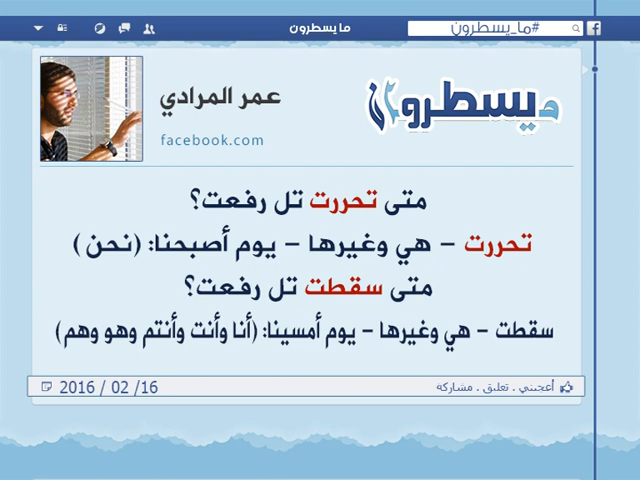 ما يسطرون
#ما_يسطرون
ما يسطرون
عمر المرادي
facebook.com
متى تحررت تل رفعت؟
تحررت - هي وغيرها - يوم أصبحنا: (نحن)
متى سقطت تل رفعت؟
سقطت - هي وغيرها - يوم أمسينا: (أنا وأنت وأنتم وهو وهم)
أعجبني . تعليق . مشاركة
2016 / 02 /16